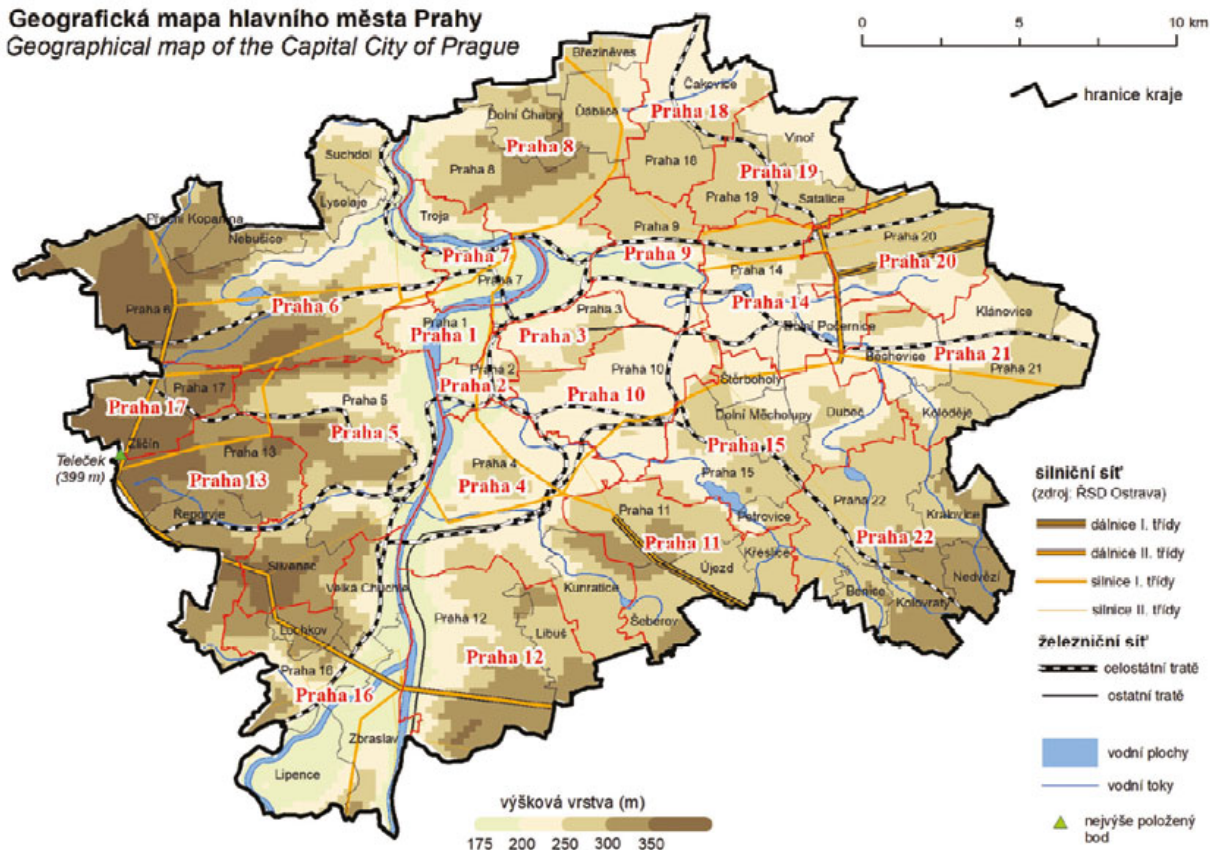 Geografická mapa hlavního města Prahy
Geographical map of the Capital City of Prague
0 5 10 km
hranice kraje
Březiněves
Čakovice
Ďáblice
Dolní Chabry
Praha 18
Praha 8
Vinoř
Suchdol
Praha 8
Praha 18
Praha 19
Lysolaje
Praha 19
Satalice
Přední Kopanina
Troja
Nebušice
Praha 9
Praha 20
Praha 7
Praha 9
Praha 20
Praha 14
Praha 7
Praha 6
Praha 14
Praha 6
Praha 3
Klánovice
Praha 1
Dolní Počernice
Praha 1
Praha 3
Běchovice
Praha 21
Praha 2
Praha 10
Praha 21
Štěrboholy
Praha 17
Praha 2
Praha 5
Praha 10
Koloděje
Praha 17
Dolní Měcholupy
Dubeč
Praha 5
Zličín
Praha 15
Praha 13
Teleček
(399 m)
Praha 4
Praha 13
Praha 4
Praha 15
silniční síť
(zdroj: ŘSD Ostrava)
Řeporyje
Praha 22
Praha 11
Petrovice
Královice
dálnice I. třídy
Praha 11
Praha 22
Křeslice
dálnice II. třídy
Slivenec
Újezd
Nedvězí
silnice I. třídy
Velká Chuchle
Kunratice
Benice
Kolovraty
silnice II. třídy
Praha 12
Šeberov
Lochkov
Libuš
železniční síť
Praha 12
Praha 16
celostátní tratě
Praha 16
ostatní tratě
Zbraslav
vodní plochy
Lipence
vodní toky
výšková vrstva (m)
nejvýše položený
bod
175 200 250 300 350